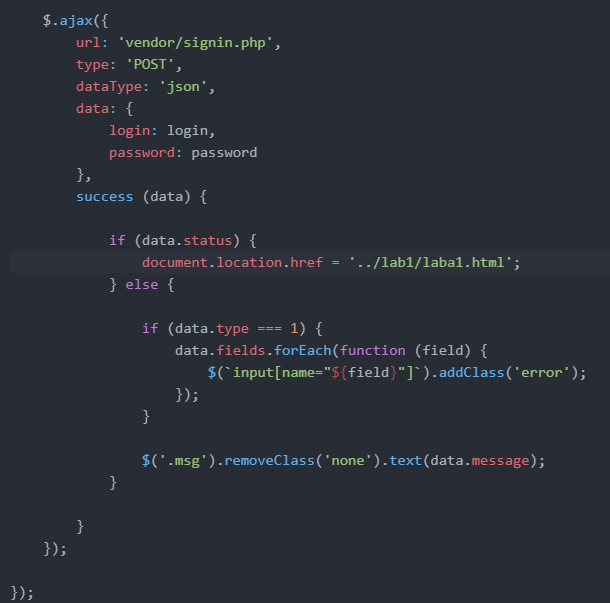 $.ajax({
url: 'vendor/signin.php',
type: 'POST',
dataType: 'json',
data: {
login: login,
password: password
},
success (data) {
if (data.status) {
document.location.href = '../lab1/laba1.html';
} else {
if (data.type === 1) {
data.fields.forEach(function (field) {
$(`input[name="${field}"]`).addClass('error');
});
}
$('.msg').removeClass('none').text(data.message);
}
}
});
});